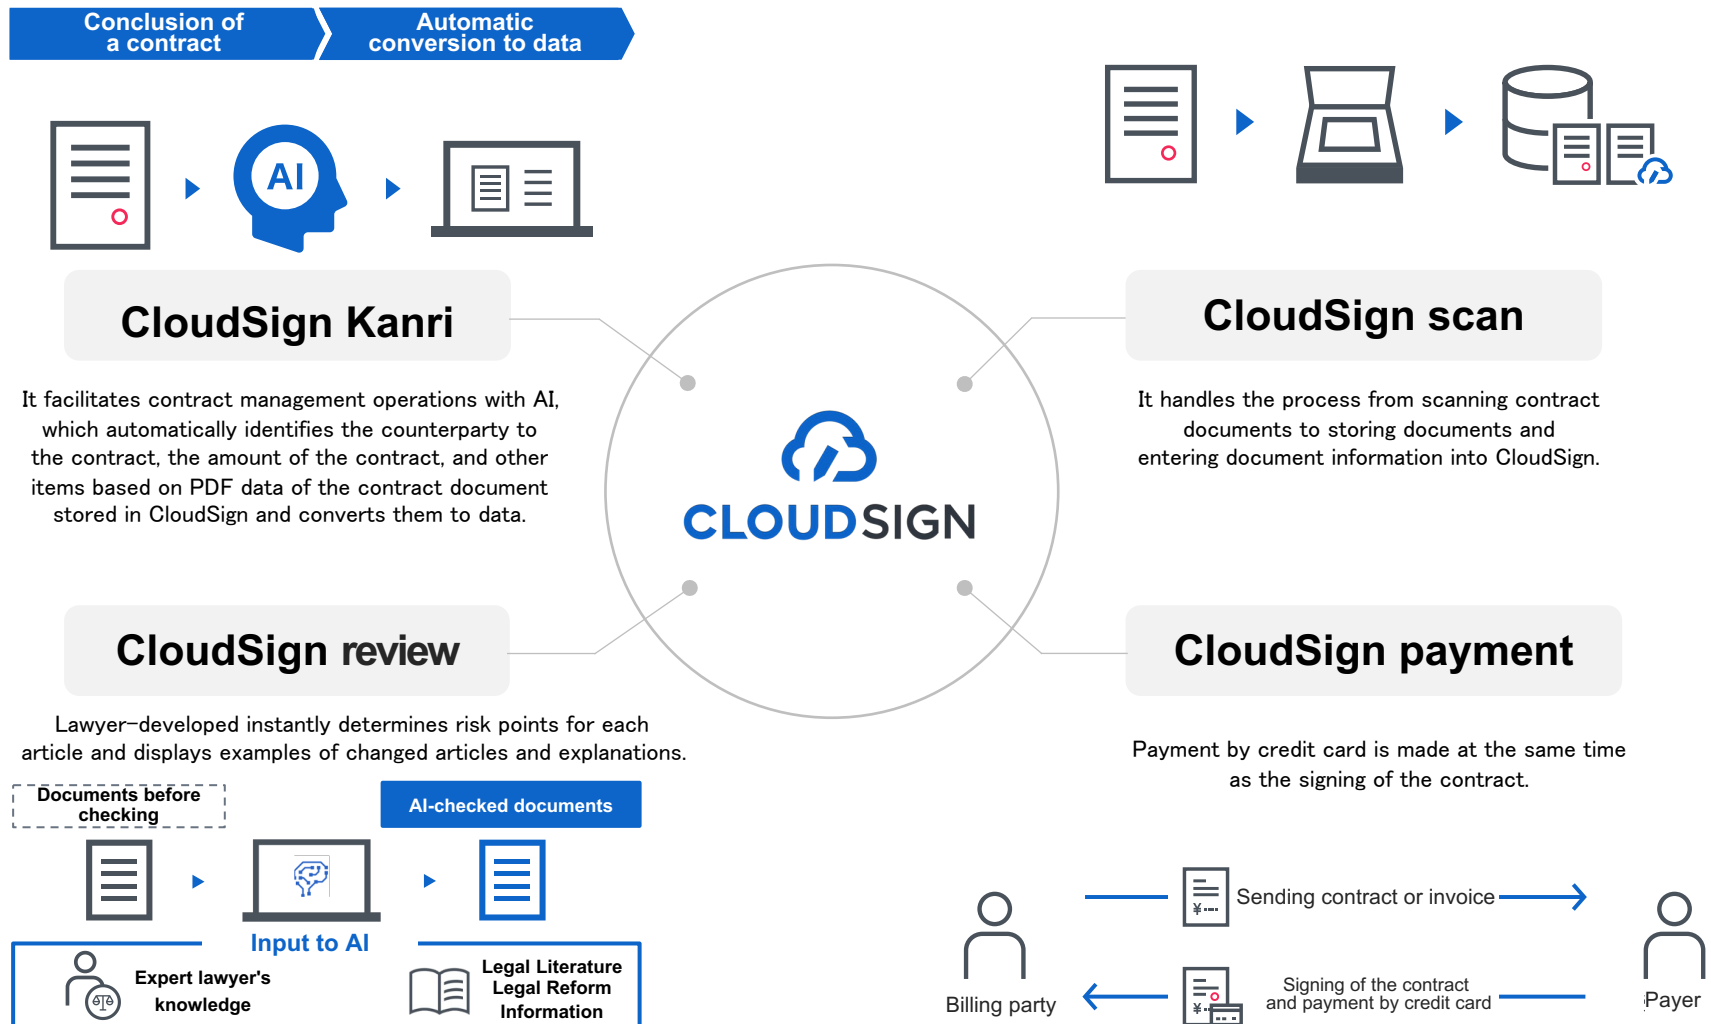 Conclusion of
a contract
Automatic
conversion to data
AI
CloudSign Kanri
It facilitates contract management operations with AI,
which automatically identifies the counterparty to
the contract, the amount of the contract, and other
items based on PDF data of the contract document
stored in CloudSign and converts them to data.
CloudSign scan
It handles the process from scanning contract
documents to storing documents and
entering document information into CloudSign.
CLOUDSIGN
CloudSign review
Lawyer-developed instantly determines risk points for each
article and displays examples of changed articles and explanations.
Documents before
checking
AI-checked documents
Input to AI
Expert lawyer's
knowledge
Legal Literature
Legal Reform
Information
CloudSign payment
Payment by credit card is made at the same time
as the signing of the contract.
¥
Sending contract or invoice
Billing party
¥
Signing of the contract
and payment by credit card
Payer